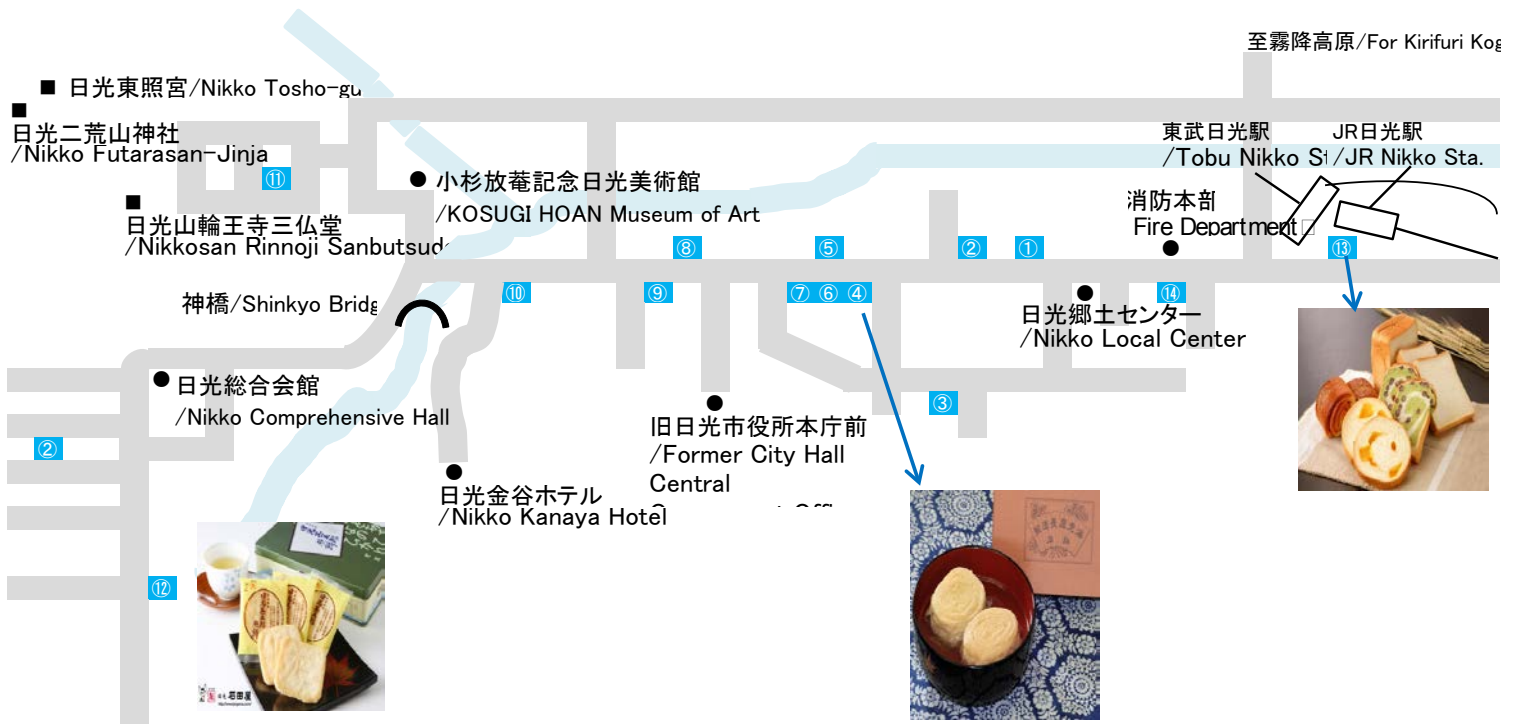 至霧降高原/For Kirifuri Kog
■ 日光東照宮/Nikko Tosho-gu
■
日光二荒山神社
/Nikko Futarasan-Jinja
東武日光駅
/Tobu Nikko St
JR日光駅
/JR Nikko Sta.
⑪
● 小杉放菴記念日光美術館
/KOSUGI HOAN Museum of Art
■
日光山輪王寺三仏堂
/Nikkosan Rinnoji Sanbutsudo
消防本部
Fire Department
⑧
⑤
②
①
⑬
神橋/Shinkyo Bridg
⑩
⑨
⑦ ⑥ ④
⑭
日光郷土センター
/Nikko Local Center
日光総合会館
/Nikko Comprehensive Hall
③
旧日光市役所本庁前
/Former City Hall
Central
②
日光金谷ホテル
/Nikko Kanaya Hotel
⑫
石田屋